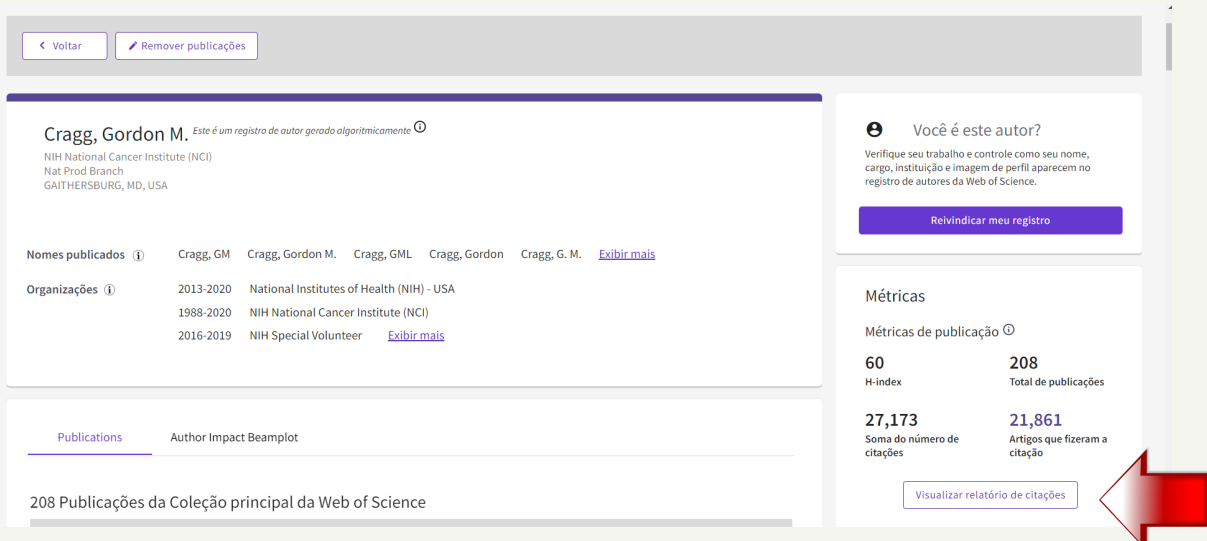 Voltar
Remover publicações
Cragg, Gordon M. Este é um registro de autor gerado algoritmicamente
NIH National Cancer Institute (NCI)
Nat Prod Branch
GAITHERSBURG, MD, USA
Nomes publicados Cragg, GM Cragg, Gordon M. Cragg, GML Cragg, Gordon Cragg, G. M. Exibir mais
Organizações 2013-2020 National Institutes of Health (NIH) - USA
1988-2020 NIH National Cancer Institute (NCI)
2016-2019 NIH Special Volunteer Exibir mais
Publications Author Impact Beamplot
208 Publicações da Coleção principal da Web of Science
Você é este autor?
Verifique seu trabalho e controle como seu nome,
cargo, instituição e imagem de perfil aparecem no
registro de autores da Web of Science.
Reivindicar meu registro
Métricas
Métricas de publicação
60 208
H-index Total de publicações
27,173 21,861
Soma do número de Artigos que fizeram a
citações citação
Visualizar relatório de citações